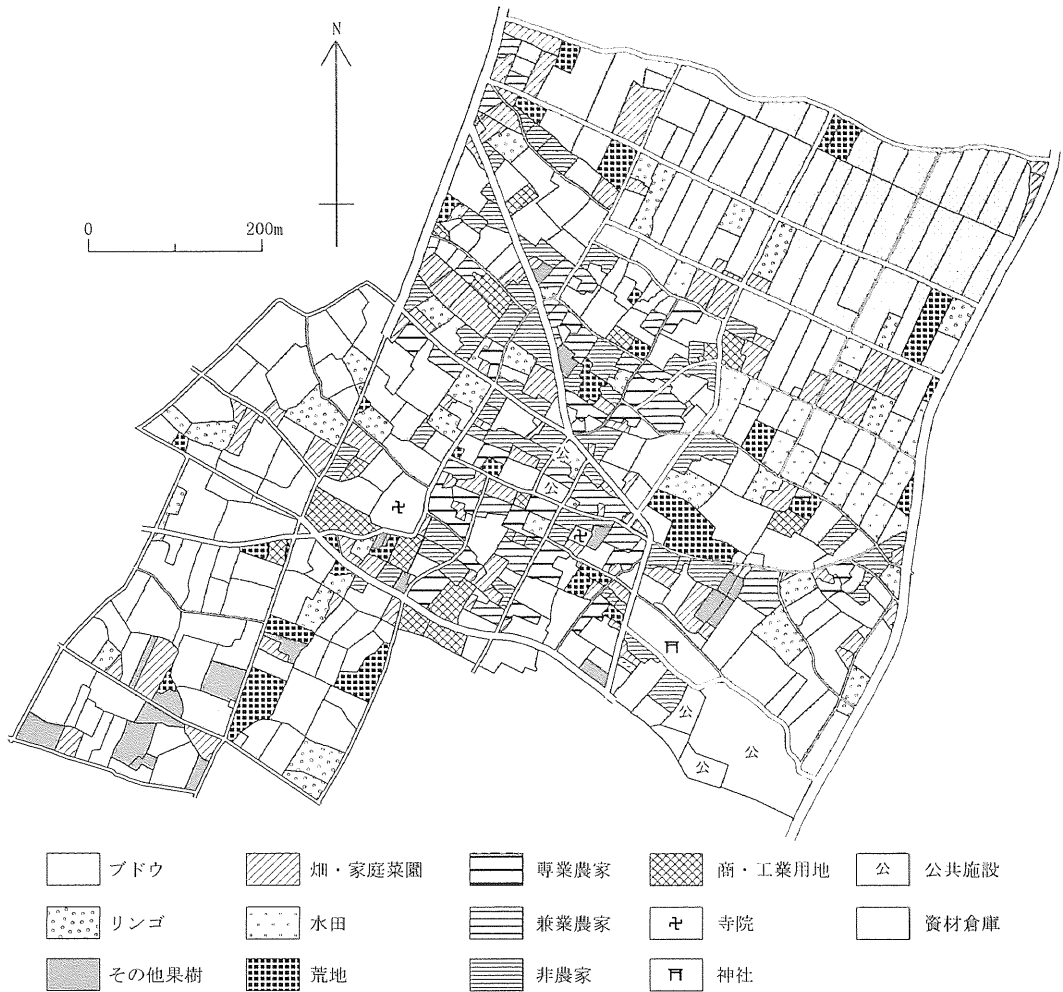 N
0 200m
公
公
卍
卍
⛩
公
公
公
ブドウ 畑・家庭菜園 専業農家 商・工業用地 公 公共施設
リンゴ 水田 兼業農家 卍 寺院 資材倉庫
その他果樹 荒地 非農家 ⛩ 神社